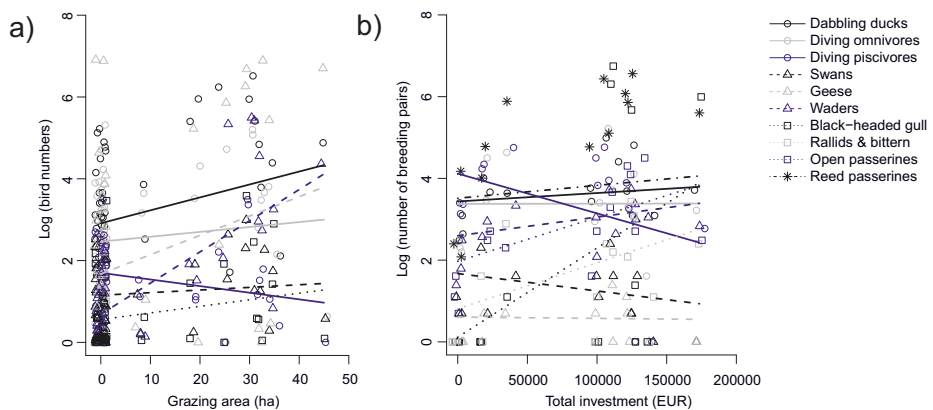 a)
Log (bird numbers)
8
6
4
2
0
0 10 20 30 40 50
Grazing area (ha)
b)
Log (number of breeding pairs)
8
6
4
2
0
0 50000 100000 150000 200000
Total investment (EUR)
Dabbling ducks
Diving omnivores
Diving piscivores
Swans
Geese
Waders
Black−headed gull
Rallids & bittern
Open passerines
Reed passerines